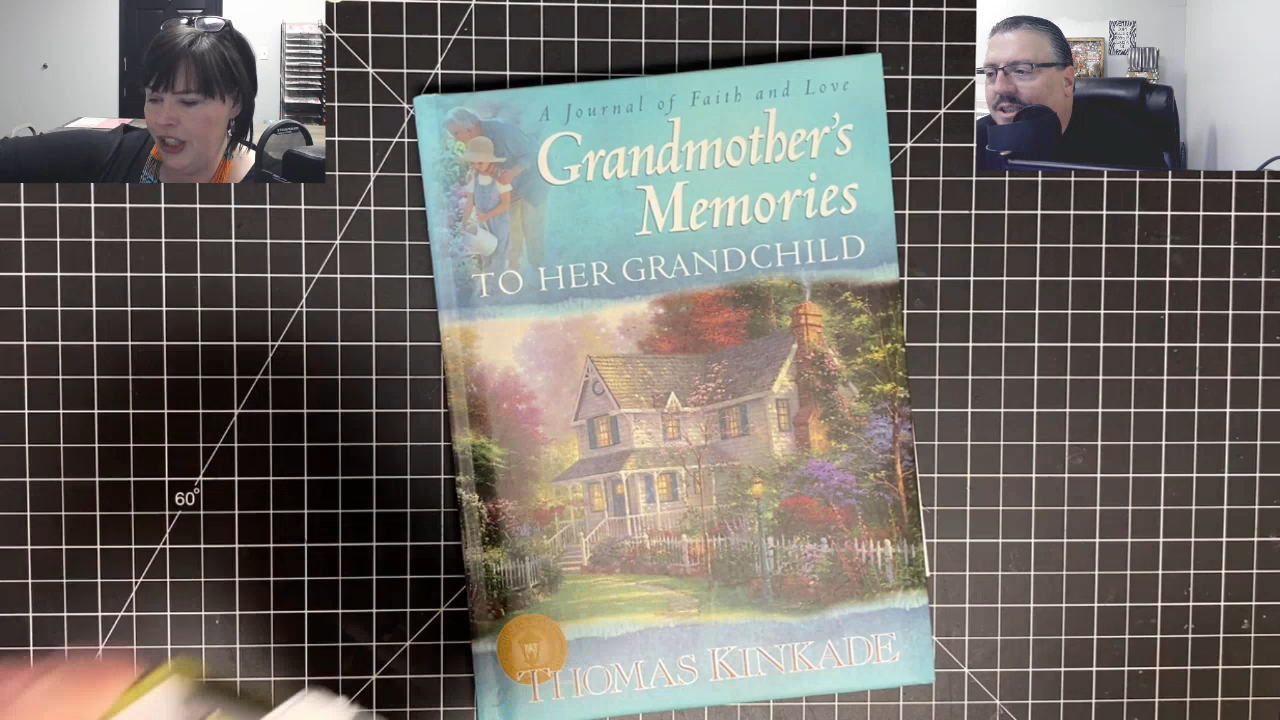 A Journal of Faith and Love
Grandmother's
Memories
TO HER GRANDCHILD
60°
THOMAS KINKADE